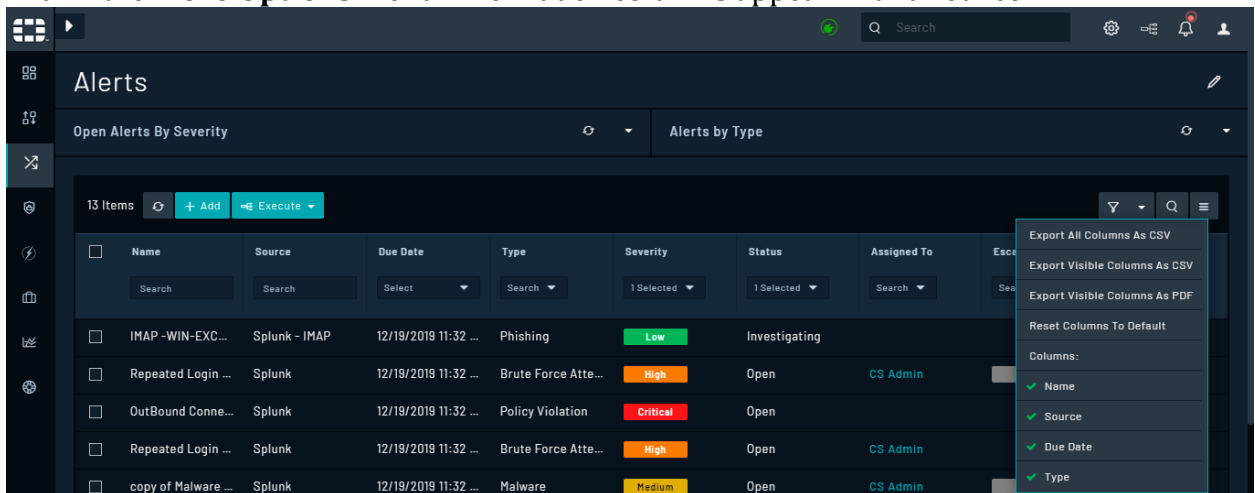 Search
Alerts
Open Alerts By Severity
Alerts by Type
13 Items + Add Execute
Name Source Due Date Type Severity Status Assigned To Esca
Search Search Select Search 1 Selected 1 Selected Search Sea
IMAP -WIN-EXC... Splunk - IMAP 12/19/2019 11:32 ... Phishing Low Investigating
Repeated Login ... Splunk 12/19/2019 11:32 ... Brute Force Atte... High Open CS Admin
OutBound Conne... Splunk 12/19/2019 11:32 ... Policy Violation Critical Open
Repeated Login ... Splunk 12/19/2019 11:32 ... Brute Force Atte... High Open CS Admin
copy of Malware ... Splunk 12/19/2019 11:32 ... Malware Medium Open CS Admin
Export All Columns As CSV
Export Visible Columns As CSV
Export Visible Columns As PDF
Reset Columns To Default
Columns:
Name
Source
Due Date
Type